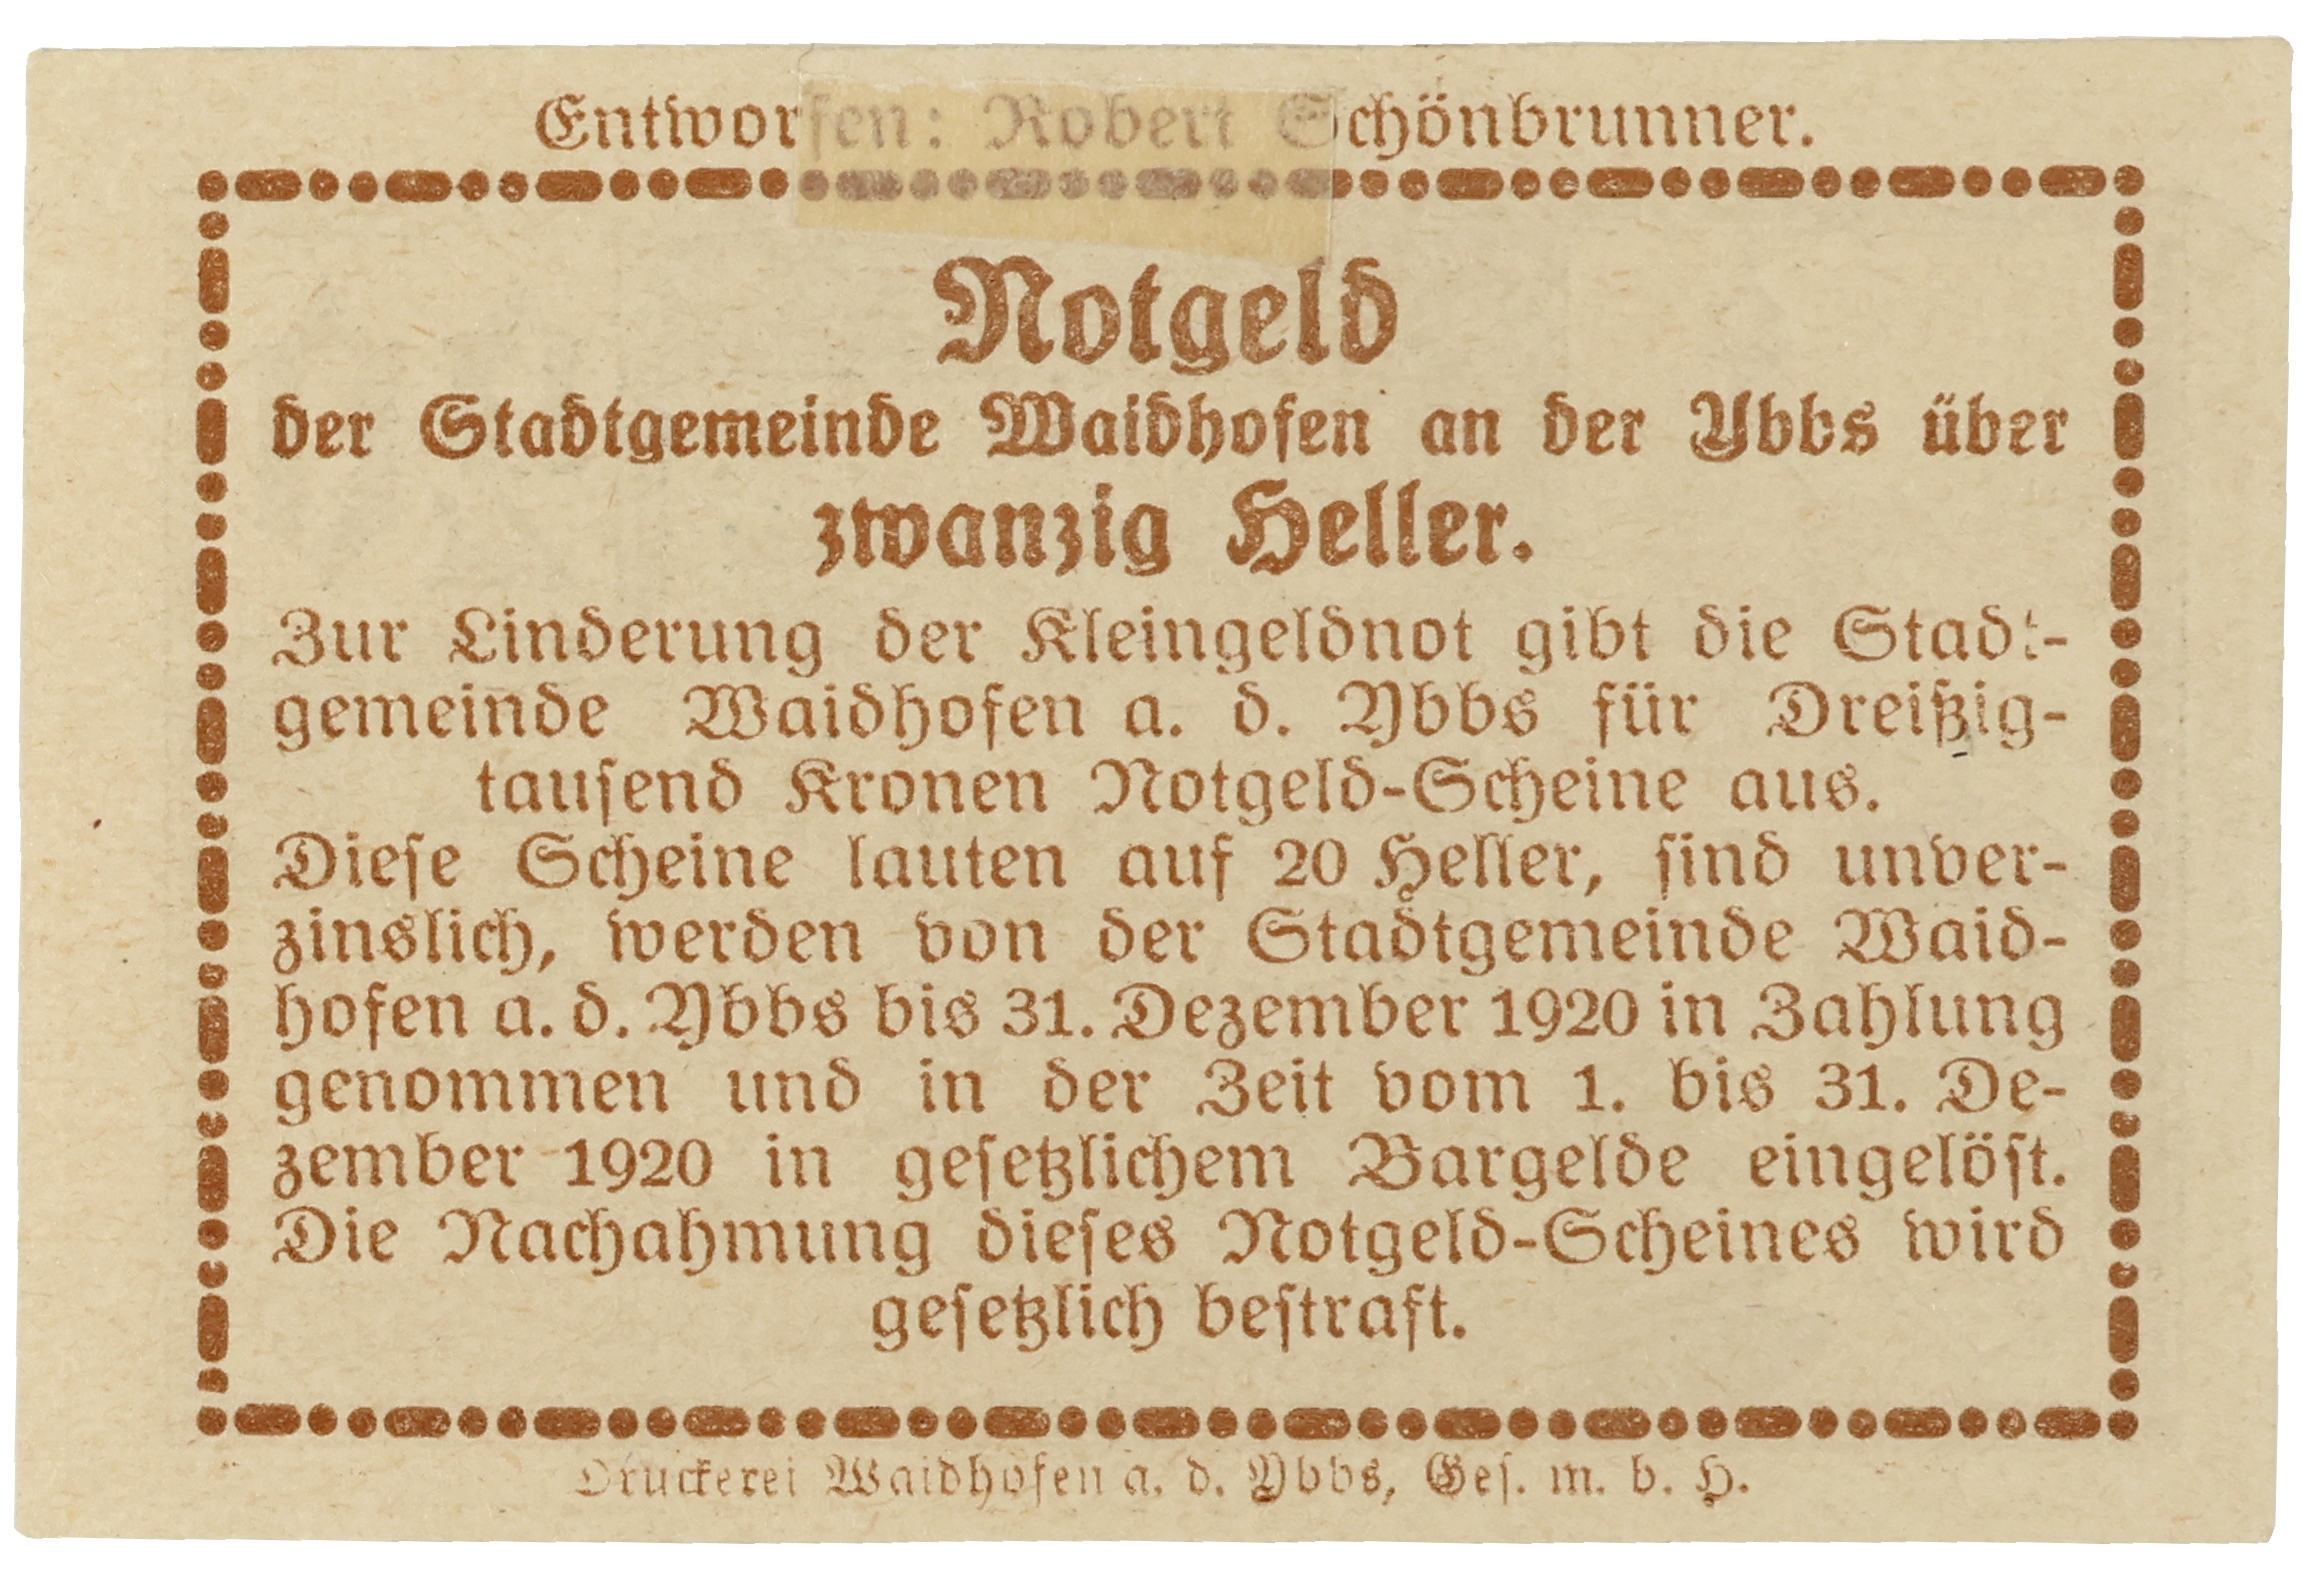 Entworfen: Robert Schönbrunner.
Notgeld
der Stadtgemeinde Waidhofen an der Ybbs über
zwanzig Heller.
Zur Linderung der Kleingeldnot gibt die Stadt-
gemeinde Waidhofen a. d. Ybbs für Dreißig-
tauſend Kronen Notgeld-Scheine aus.
Dieſe Scheine lauten auf 20 Heller, ſind unver-
zinslich, werden von der Stadtgemeinde Waid-
hofen a. d. Ybbs bis 31. Dezember 1920 in Zahlung
genommen und in der Zeit vom 1. bis 31. De-
zember 1920 in geſetzlichem Bargelde eingelöſt.
Die Nachahmung dieſes Notgeld-Scheines wird
geſetzlich beſtraft.
Druckerei Waidhofen a. d. Ybbs, Geſ. m. b. H.